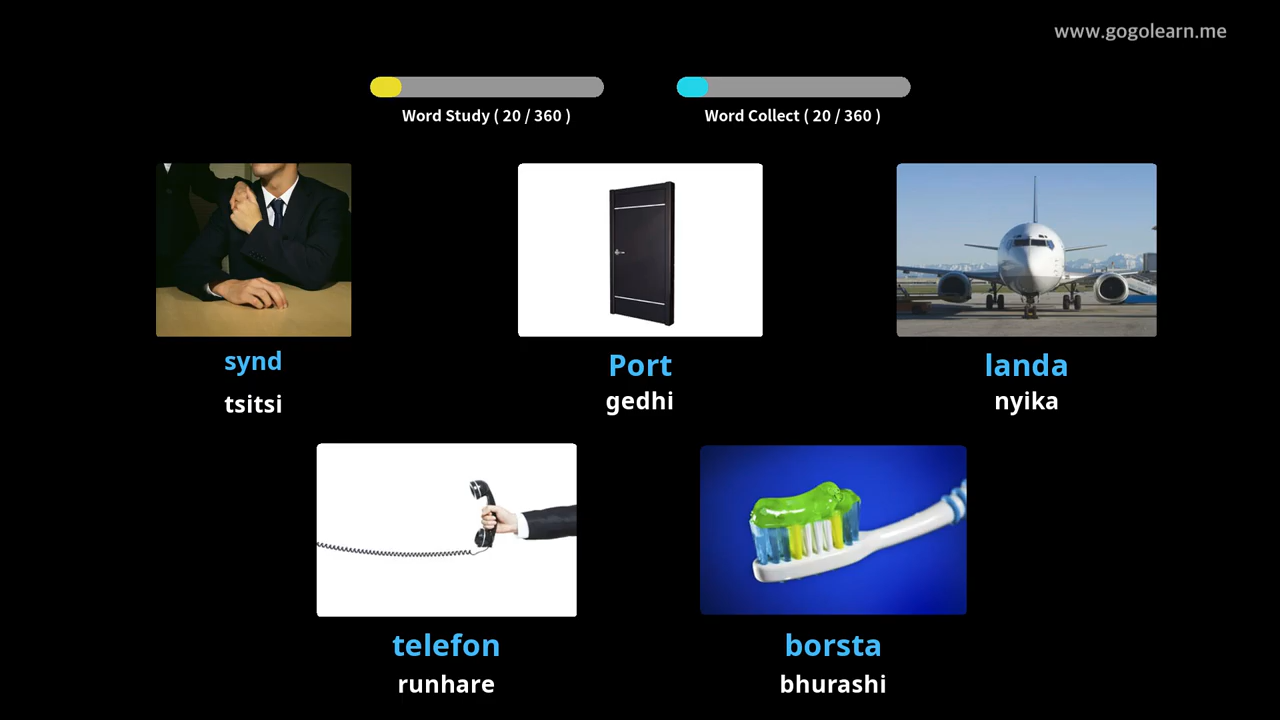 www.gogolearn.me
Word Study ( 20 / 360 )
Word Collect ( 20 / 360 )
synd
tsitsi
Port
gedhi
landa
nyika
telefon
runhare
borsta
bhurashi